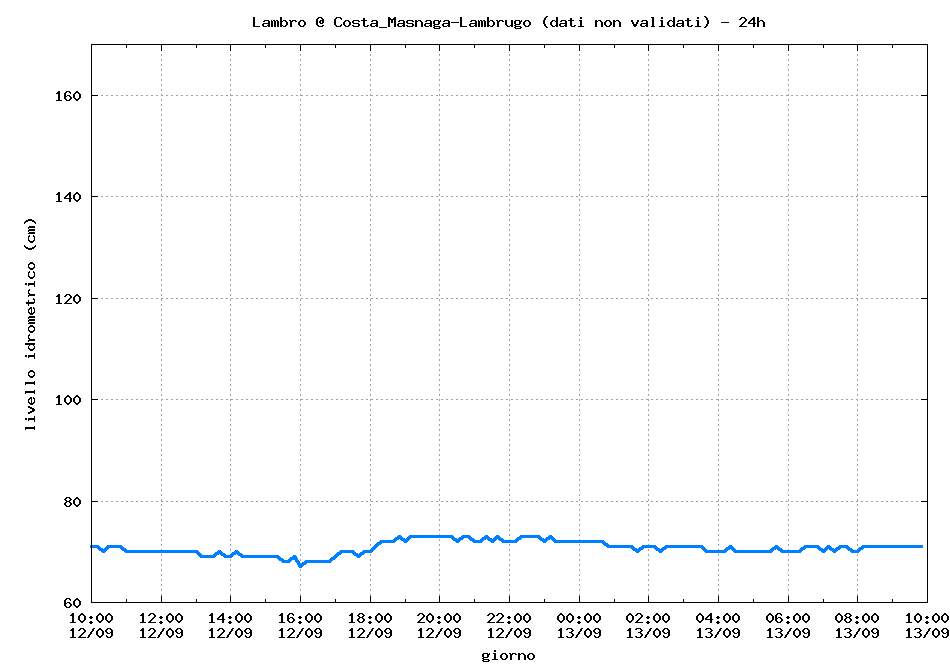 Lambro @ Costa_Masnaga-Lambrugo (dati non validati) - 24h
160
140
120
100
80
60
livello idrometrico (cm)
10:00 12:00 14:00 16:00 18:00 20:00 22:00 00:00 02:00 04:00 06:00 08:00 10:00
12/09 12/09 12/09 12/09 12/09 12/09 12/09 13/09 13/09 13/09 13/09 13/09 13/09
giorno